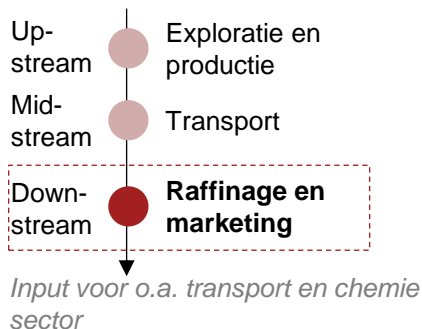 Up-
stream
Exploratie en
productie
Mid-
stream
Transport
Down-
stream
Raffinage en
marketing
Input voor o.a. transport en chemie
sector